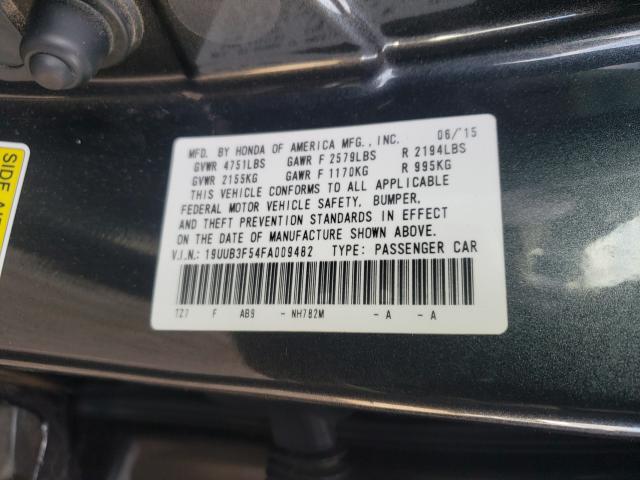 MFD. BY HONDA OF AMERICA MFG., INC. 06/15
GVWR 4751LBS GAWR F 2579LBS R 2194LBS
GVWR 2155KG GAWR F 1170KG R 995KG
THIS VEHICLE CONFORMS TO ALL APPLICABLE
FEDERAL MOTOR VEHICLE SAFETY, BUMPER,
AND THEFT PREVENTION STANDARDS IN EFFECT
ON THE DATE OF MANUFACTURE SHOWN ABOVE.
V.I.N.: 19UUB3F54FA009482 TYPE: PASSENGER CAR
TZ7 F AB9 - NH782M - A - A
SIDE